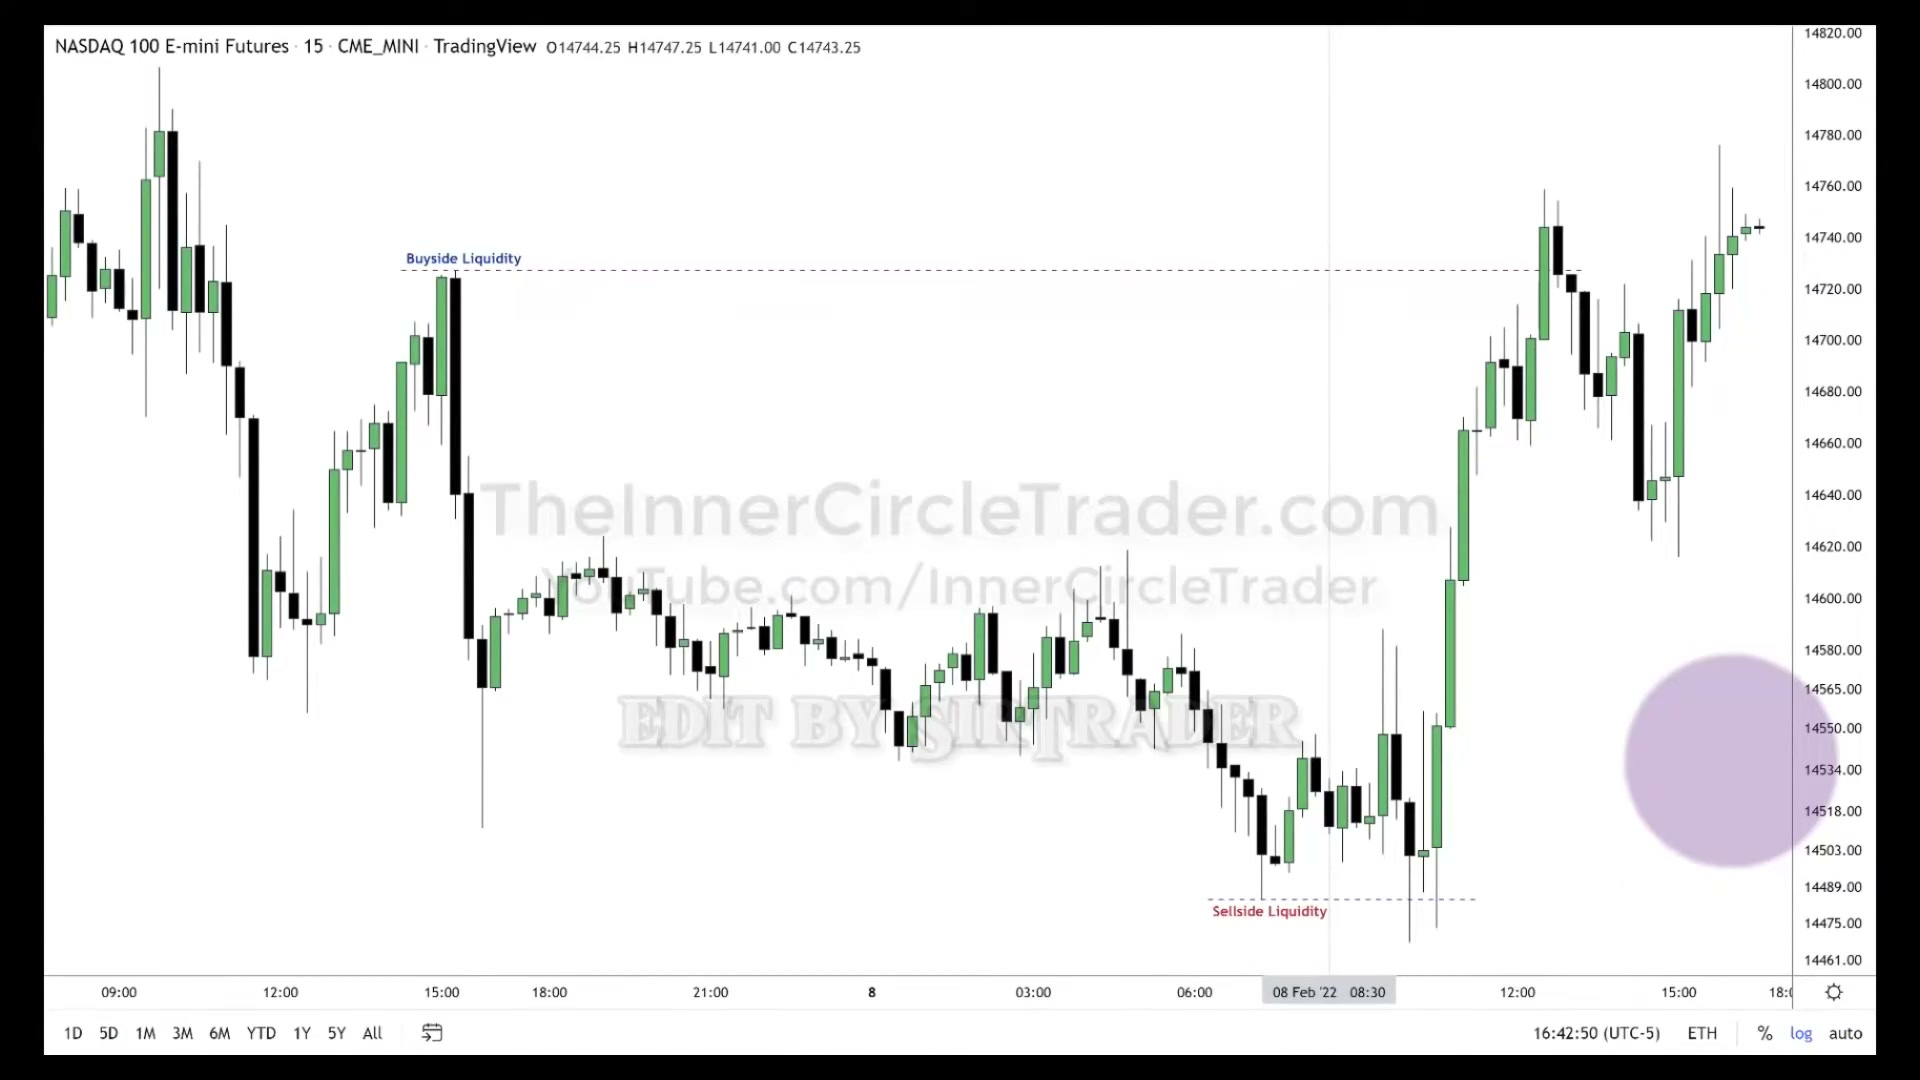 NASDAQ 100 E-mini Futures · 15 · CME_MINI · TradingView O14744.25 H14747.25 L14741.00 C14743.25
14820.00
14800.00
14780.00
14760.00
14740.00
14720.00
14700.00
14680.00
14660.00
14640.00
14620.00
14600.00
14580.00
14565.00
14550.00
14534.00
14518.00
14503.00
14489.00
14475.00
14461.00
Buyside Liquidity
TheInnerCircleTrader.com
YouTube.com/InnerCircleTrader
EDIT BY SIRTRADER
Sellside Liquidity
09:00 12:00 15:00 18:00 21:00 8 03:00 06:00 08 Feb '22 08:30 12:00 15:00
1D 5D 1M 3M 6M YTD 1Y 5Y All 16:42:50 (UTC-5) ETH % log auto